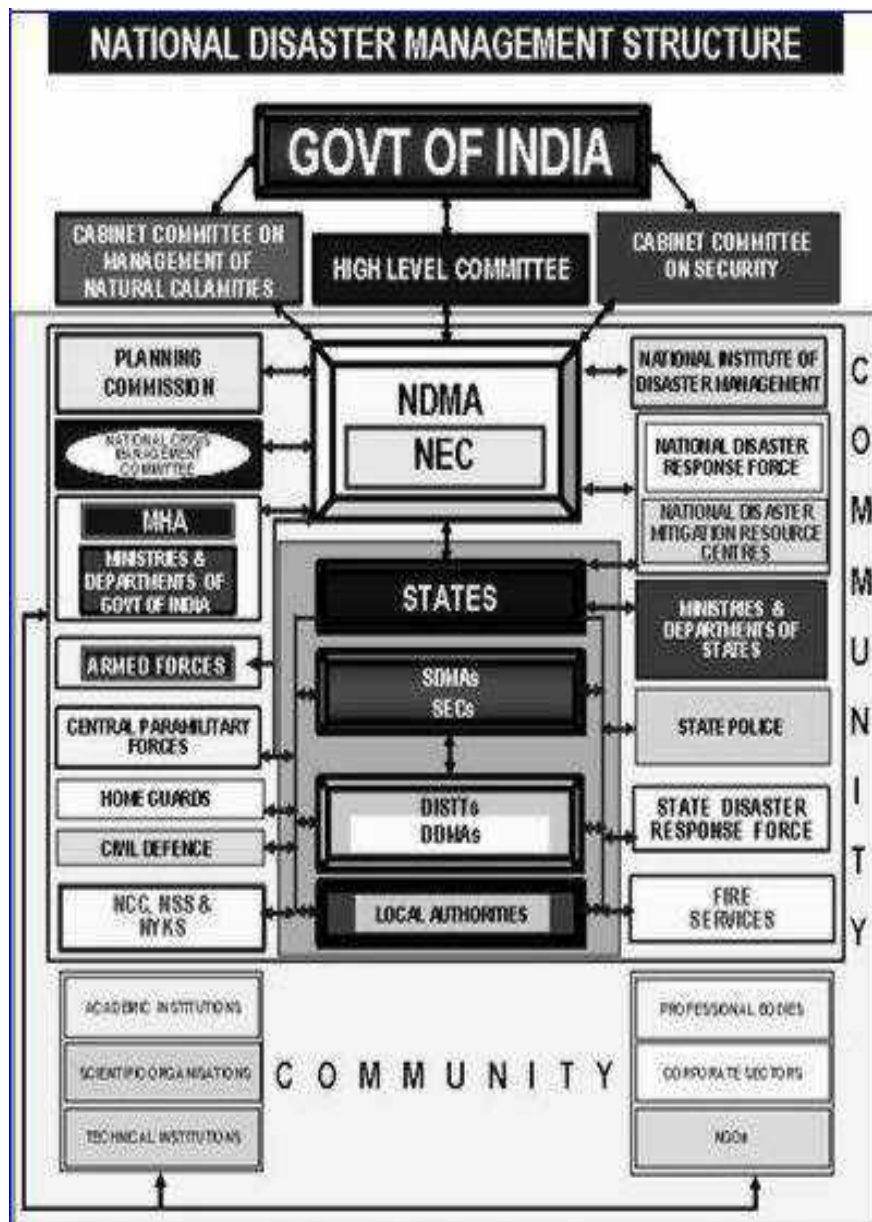 NATIONAL DISASTER MANAGEMENT STRUCTURE
GOVT OF INDIA
CABINET COMMITTEE ON
MANAGEMENT OF
NATURAL CALAMITIES
HIGH LEVEL COMMITTEE
CABINET COMMITTEE
ON SECURITY
PLANNING
COMMISSION
NATIONAL CRISIS
MANAGEMENT
COMMITTEE
MHA
MINISTRIES &
DEPARTMENTS OF
GOVT OF INDIA
ARMED FORCES
CENTRAL PARAMILITARY
FORCES
HOME GUARDS
CIVIL DEFENCE
NCC, NSS &
NYKS
NDMA
NEC
STATES
SDMAs
SECs
DISTTs
DDMAs
LOCAL AUTHORITIES
NATIONAL INSTITUTE OF
DISASTER MANAGEMENT
NATIONAL DISASTER
RESPONSE FORCE
NATIONAL DISASTER
MITIGATION RESOURCE
CENTRES
MINISTRIES &
DEPARTMENTS OF
STATES
STATE POLICE
STATE DISASTER
RESPONSE FORCE
FIRE
SERVICES
COMMUNITY
ACADEMIC INSTITUTIONS
SCIENTIFIC ORGANISATIONS
TECHNICAL INSTITUTIONS
COMMUNITY
PROFESSIONAL BODIES
CORPORATE SECTORS
NGOs